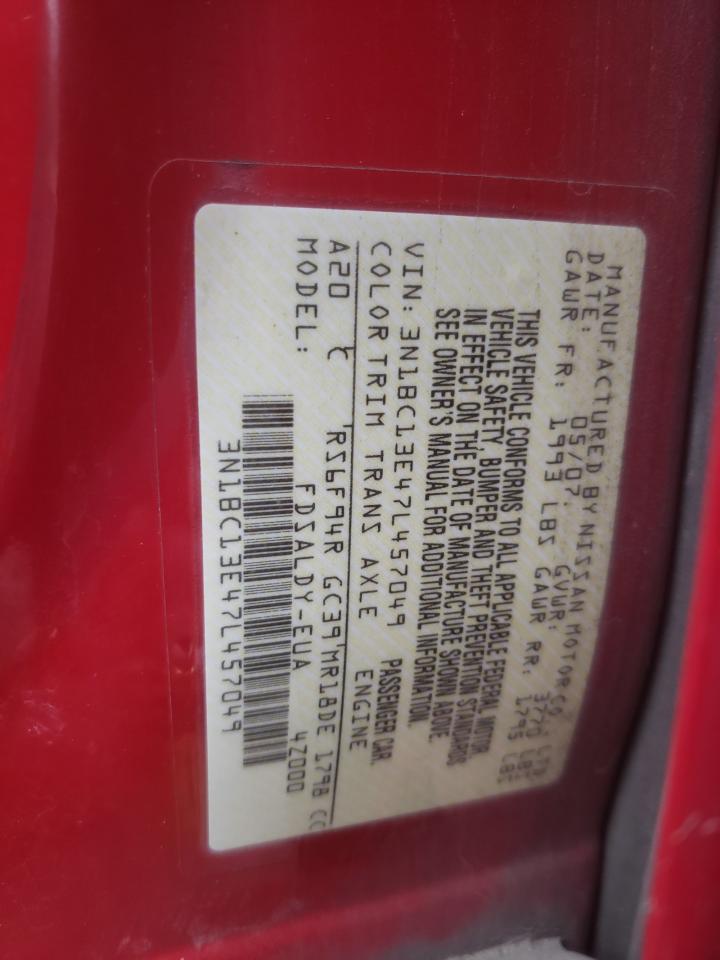 MANUFACTURED BY NISSAN MOTOR CO., LTD.
DATE: 05/07. GVWR: 3770 LBS
GAWR FR: 1993 LBS GAWR RR: 1795 LBS
THIS VEHICLE CONFORMS TO ALL APPLICABLE FEDERAL MOTOR
VEHICLE SAFETY, BUMPER AND THEFT PREVENTION STANDARDS
IN EFFECT ON THE DATE OF MANUFACTURE SHOWN ABOVE.
SEE OWNER'S MANUAL FOR ADDITIONAL INFORMATION.
VIN: 3N1BC13E47L457049 PASSENGER CAR.
COLOR TRIM TRANS AXLE ENGINE
A20 C RS6F94R GC39 MR18DE 1798 CC
MODEL: FDSALDY-EUA 4Z000
3N1BC13E47L457049